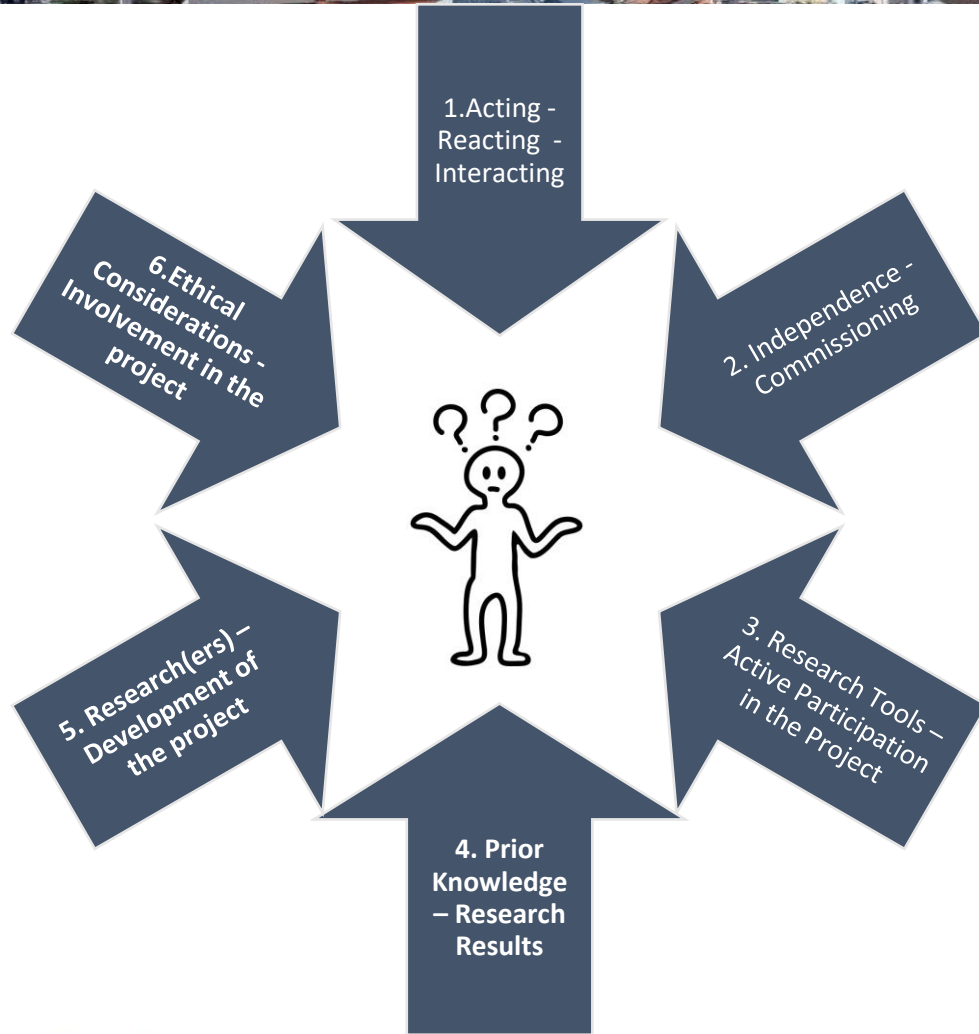 1.Acting -
Reacting -
Interacting
2. Independence -
Commissioning
3. Research Tools –
Active Participation
in the Project
4. Prior
Knowledge
– Research
Results
5. Research(ers) –
Development of
the project
6.Ethical
Considerations -
Involvement in the
project
? ? ?